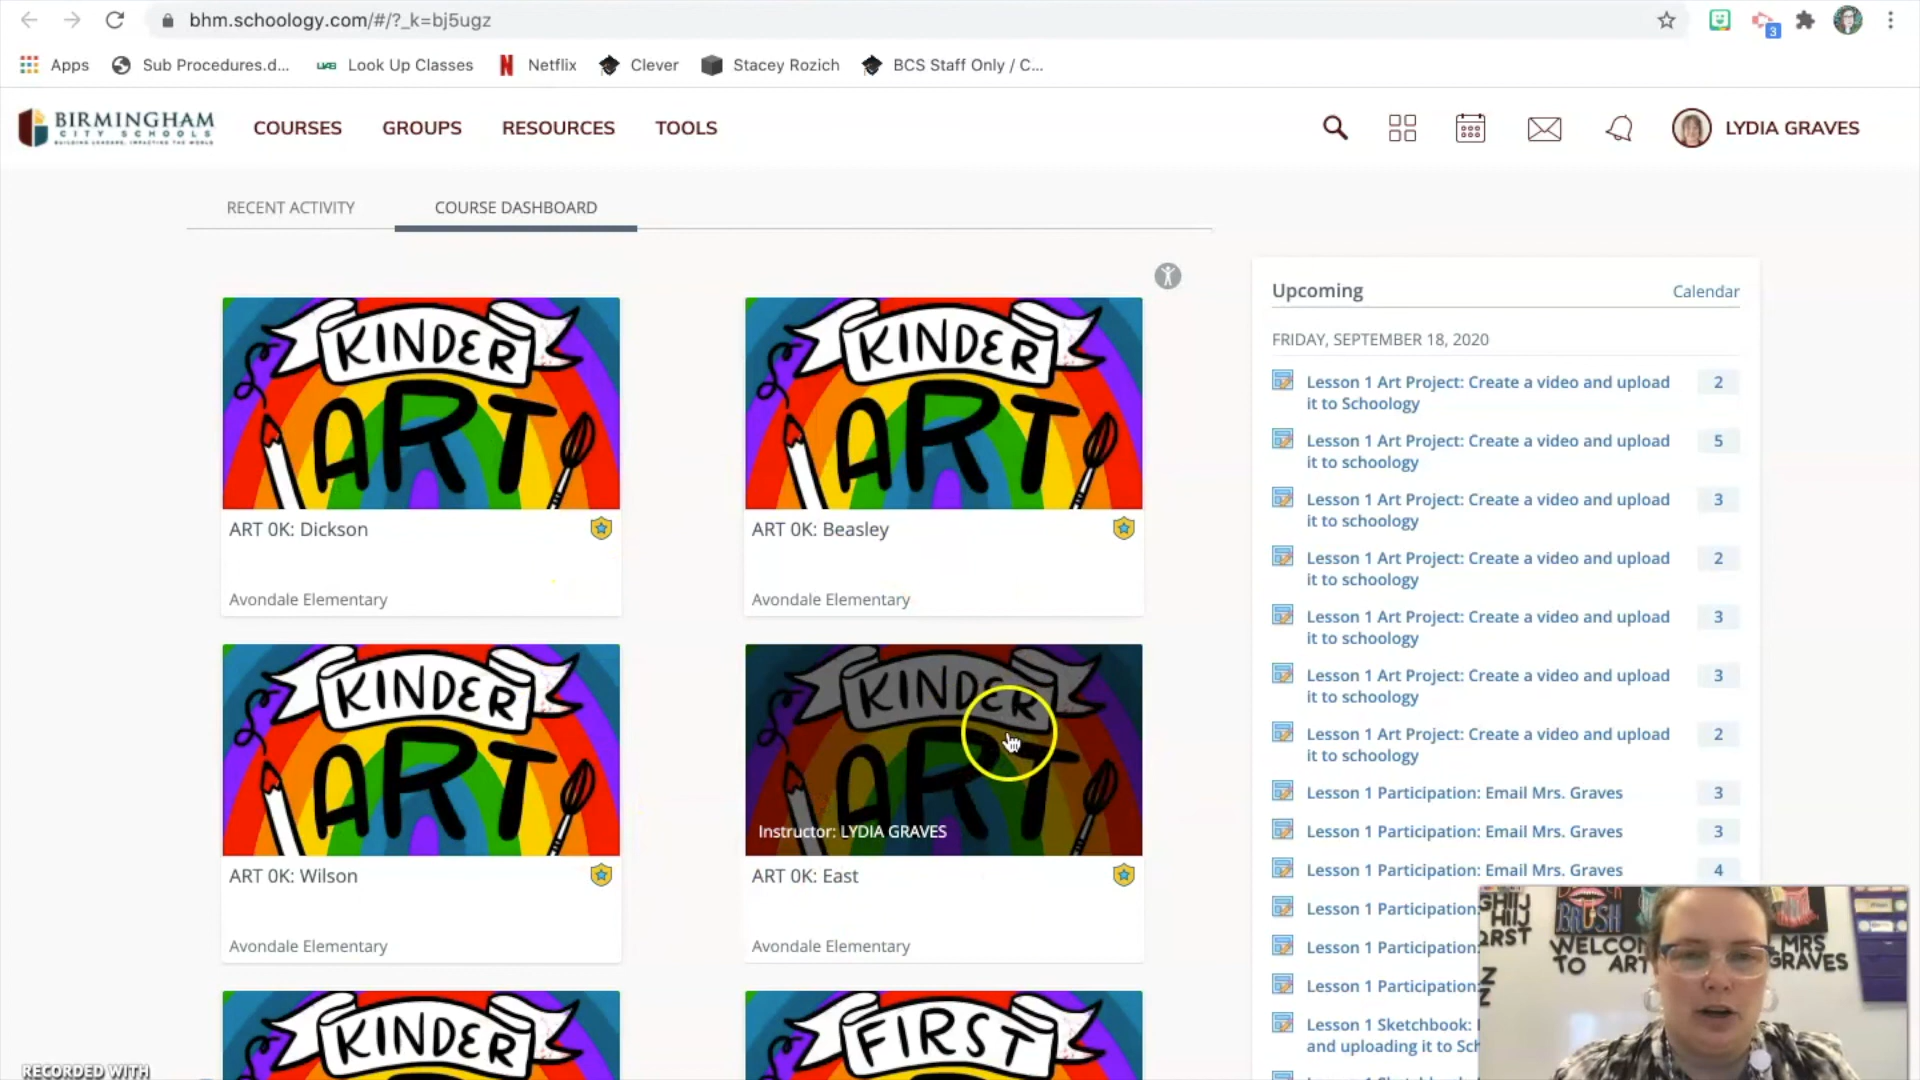 bhm.schoology.com/#/?_k=bj5ugz
3
Apps
Sub Procedures.d...
UAB
Look Up Classes
N
Netflix
Clever
Stacey Rozich
BCS Staff Only / C...
BIRMINGHAM
CITY SCHOOLS
BUILDING LEADERS, IMPACTING THE WORLD
COURSES
GROUPS
RESOURCES
TOOLS
LYDIA GRAVES
RECENT ACTIVITY
COURSE DASHBOARD
KINDER
ART
ART 0K: Dickson
Avondale Elementary
KINDER
ART
ART 0K: Beasley
Avondale Elementary
KINDER
ART
ART 0K: Wilson
Avondale Elementary
KINDER
ART
Instructor: LYDIA GRAVES
ART 0K: East
Avondale Elementary
KINDER
FIRST
Upcoming
Calendar
FRIDAY, SEPTEMBER 18, 2020
Lesson 1 Art Project: Create a video and upload
it to Schoology
2
Lesson 1 Art Project: Create a video and upload
it to schoology
5
Lesson 1 Art Project: Create a video and upload
it to schoology
3
Lesson 1 Art Project: Create a video and upload
it to schoology
2
Lesson 1 Art Project: Create a video and upload
it to schoology
3
Lesson 1 Art Project: Create a video and upload
it to schoology
3
Lesson 1 Art Project: Create a video and upload
it to schoology
2
Lesson 1 Participation: Email Mrs. Graves
3
Lesson 1 Participation: Email Mrs. Graves
3
Lesson 1 Participation: Email Mrs. Graves
4
Lesson 1 Participation:
Lesson 1 Participation:
Lesson 1 Participation:
Lesson 1 Sketchbook:
and uploading it to Sch
BRUSH
WELCOM
TO ART
MRS
GRAVES
RECORDED WITH